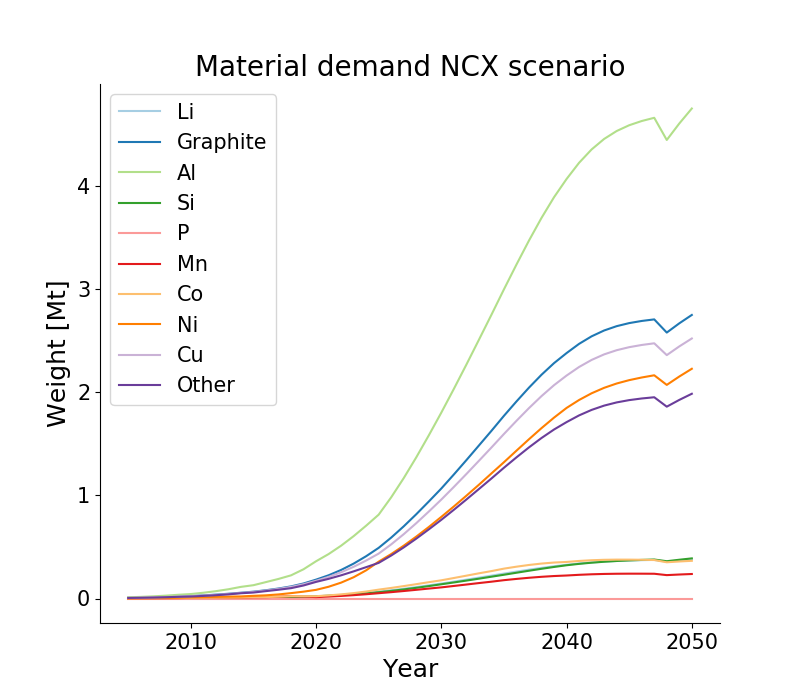 Material demand NCX scenario
Li
Graphite
Al
Si
P
Mn
Co
Ni
Cu
Other
Weight [Mt]
4
3
2
1
0
2010 2020 2030 2040 2050
Year